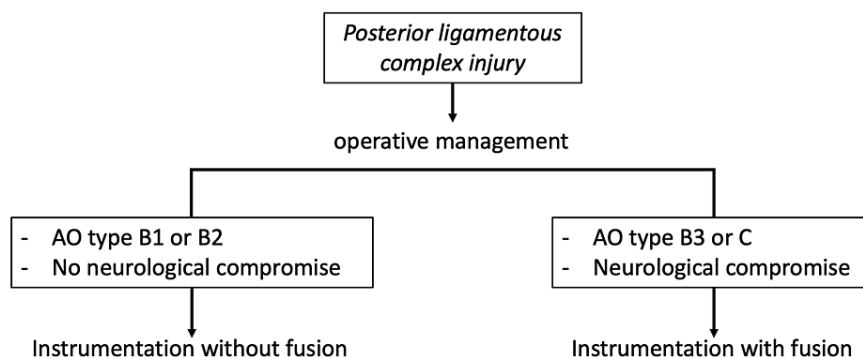 Posterior ligamentous
complex injury
operative management
- AO type B1 or B2
- No neurological compromise
- AO type B3 or C
- Neurological compromise
Instrumentation without fusion
Instrumentation with fusion